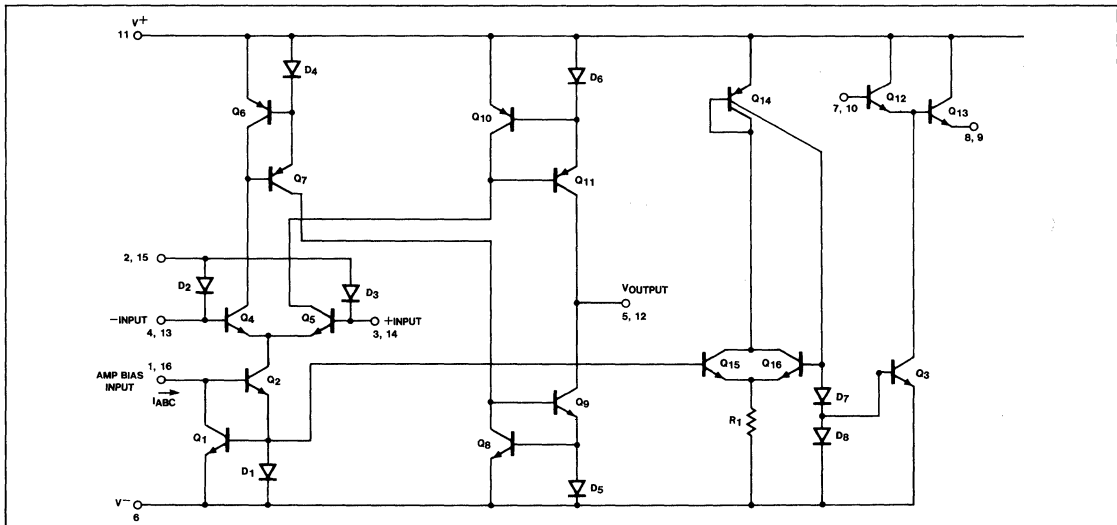 V+
11
D4
D6
Q6
Q10
Q14
7, 10
Q12
Q13
8, 9
Q7
Q11
2, 15
D2
D3
VOUTPUT
5, 12
−INPUT
4, 13
Q4
Q5
+INPUT
3, 14
Q15
Q16
AMP BIAS
INPUT
1, 16
IABC
Q2
Q3
D7
Q9
R1
D8
Q1
Q8
D1
D5
V−
6